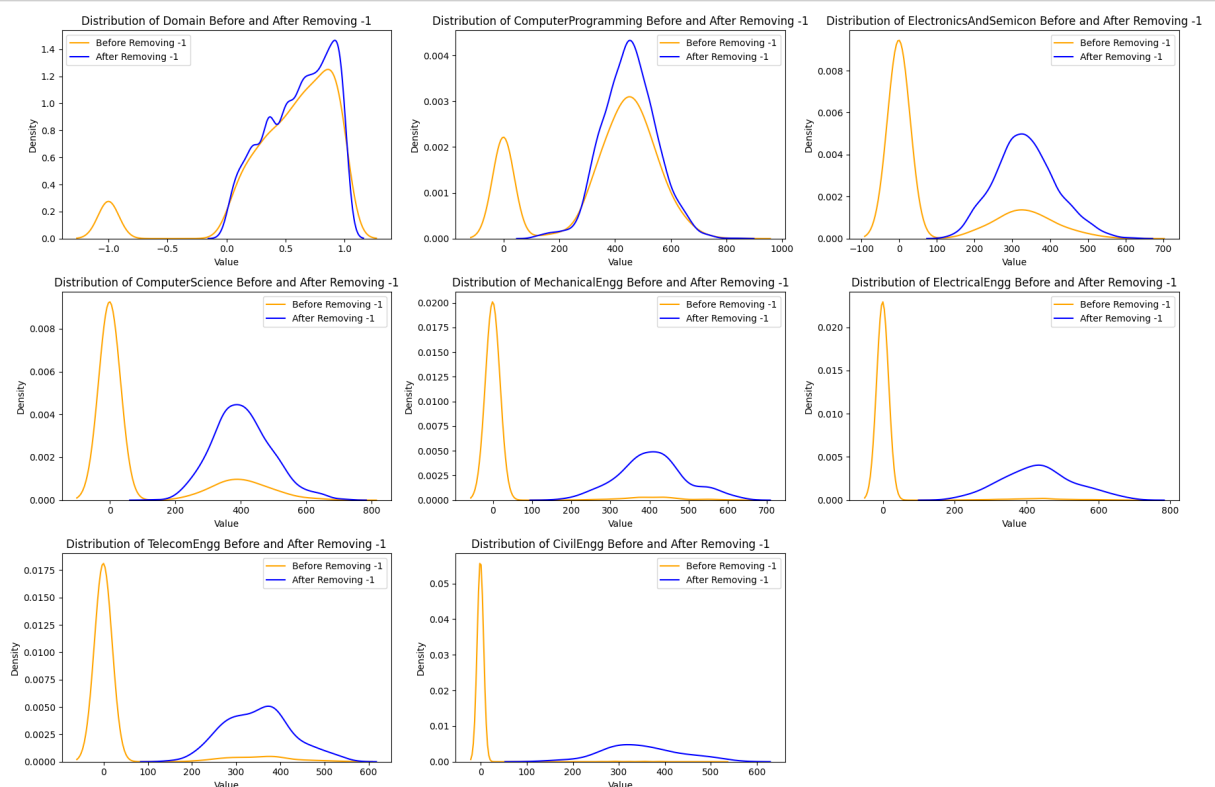 Distribution of Domain Before and After Removing -1
Before Removing -1
After Removing -1
Density
1.4
1.2
1.0
0.8
0.6
0.4
0.2
0.0
−1.0 −0.5 0.0 0.5 1.0
Value
Distribution of ComputerProgramming Before and After Removing -1
Before Removing -1
After Removing -1
Density
0.004
0.003
0.002
0.001
0.000
0 200 400 600 800 1000
Value
Distribution of ElectronicsAndSemicon Before and After Removing -1
Before Removing -1
After Removing -1
Density
0.008
0.006
0.004
0.002
0.000
−100 0 100 200 300 400 500 600 700
Value
Distribution of ComputerScience Before and After Removing -1
Before Removing -1
After Removing -1
Density
0.008
0.006
0.004
0.002
0.000
0 200 400 600 800
Value
Distribution of MechanicalEngg Before and After Removing -1
Before Removing -1
After Removing -1
Density
0.0200
0.0175
0.0150
0.0125
0.0100
0.0075
0.0050
0.0025
0.0000
0 100 200 300 400 500 600 700
Value
Distribution of ElectricalEngg Before and After Removing -1
Before Removing -1
After Removing -1
Density
0.020
0.015
0.010
0.005
0.000
0 200 400 600 800
Value
Distribution of TelecomEngg Before and After Removing -1
Before Removing -1
After Removing -1
Density
0.0175
0.0150
0.0125
0.0100
0.0075
0.0050
0.0025
0.0000
0 100 200 300 400 500 600
Value
Distribution of CivilEngg Before and After Removing -1
Before Removing -1
After Removing -1
Density
0.05
0.04
0.03
0.02
0.01
0.00
0 100 200 300 400 500 600
Value